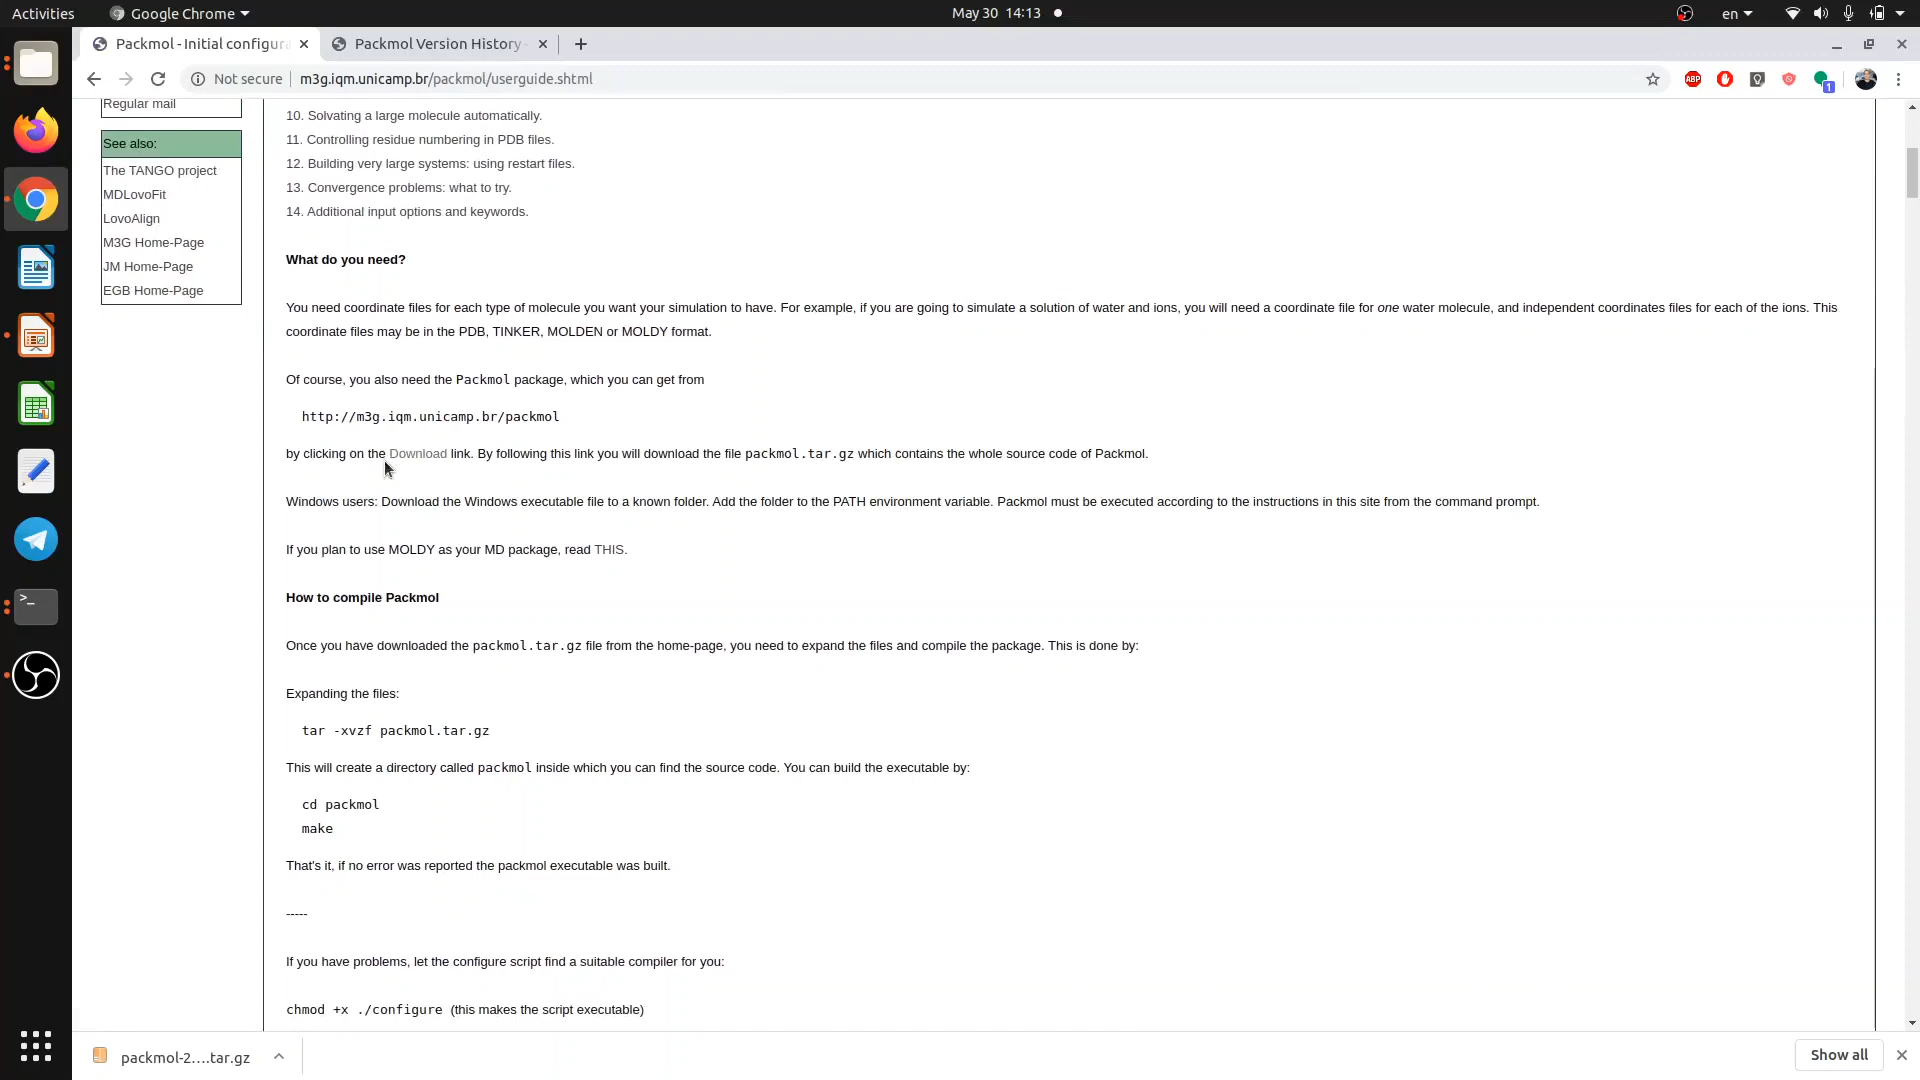 Activities
Google Chrome
May 30 14:13
en
Packmol - Initial configura
Packmol Version History
Not secure
m3g.iqm.unicamp.br/packmol/userguide.shtml
ABP
1
Regular mail
See also:
The TANGO project
MDLovoFit
LovoAlign
M3G Home-Page
JM Home-Page
EGB Home-Page
10. Solvating a large molecule automatically.
11. Controlling residue numbering in PDB files.
12. Building very large systems: using restart files.
13. Convergence problems: what to try.
14. Additional input options and keywords.
What do you need?
You need coordinate files for each type of molecule you want your simulation to have. For example, if you are going to simulate a solution of water and ions, you will need a coordinate file for one water molecule, and independent coordinates files for each of the ions. This
coordinate files may be in the PDB, TINKER, MOLDEN or MOLDY format.
Of course, you also need the Packmol package, which you can get from
http://m3g.iqm.unicamp.br/packmol
by clicking on the Download link. By following this link you will download the file packmol.tar.gz which contains the whole source code of Packmol.
Windows users: Download the Windows executable file to a known folder. Add the folder to the PATH environment variable. Packmol must be executed according to the instructions in this site from the command prompt.
If you plan to use MOLDY as your MD package, read THIS.
How to compile Packmol
Once you have downloaded the packmol.tar.gz file from the home-page, you need to expand the files and compile the package. This is done by:
Expanding the files:
tar -xvzf packmol.tar.gz
This will create a directory called packmol inside which you can find the source code. You can build the executable by:
cd packmol
make
That's it, if no error was reported the packmol executable was built.
-----
If you have problems, let the configure script find a suitable compiler for you:
chmod +x ./configure (this makes the script executable)
packmol-2....tar.gz
Show all